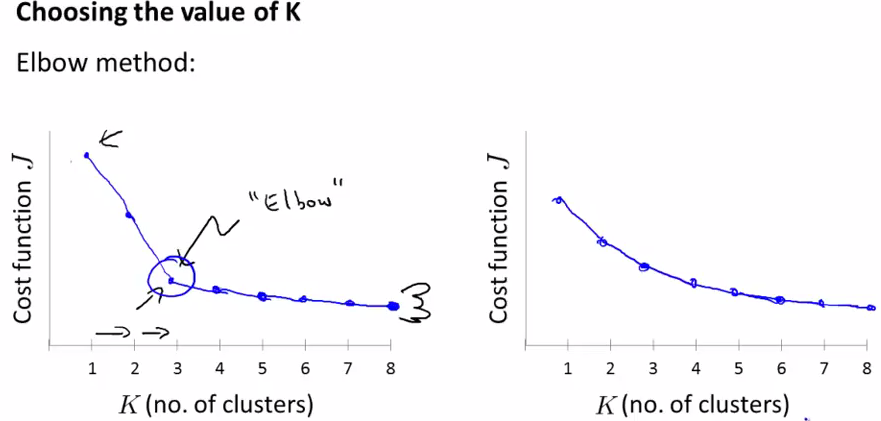 Choosing the value of K
Elbow method:
"Elbow"
Cost function J
1 2 3 4 5 6 7 8
K (no. of clusters)
Cost function J
1 2 3 4 5 6 7 8
K (no. of clusters)